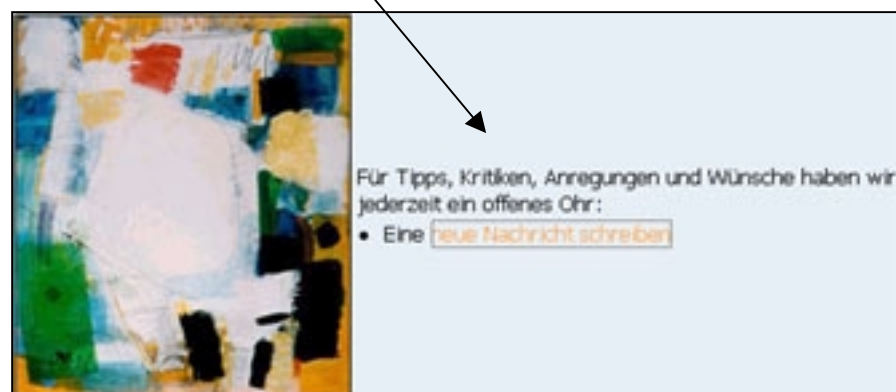 Für Tipps, Kritiken, Anregungen und Wünsche haben wir
jederzeit ein offenes Ohr:
• Eine neue Nachricht schreiben